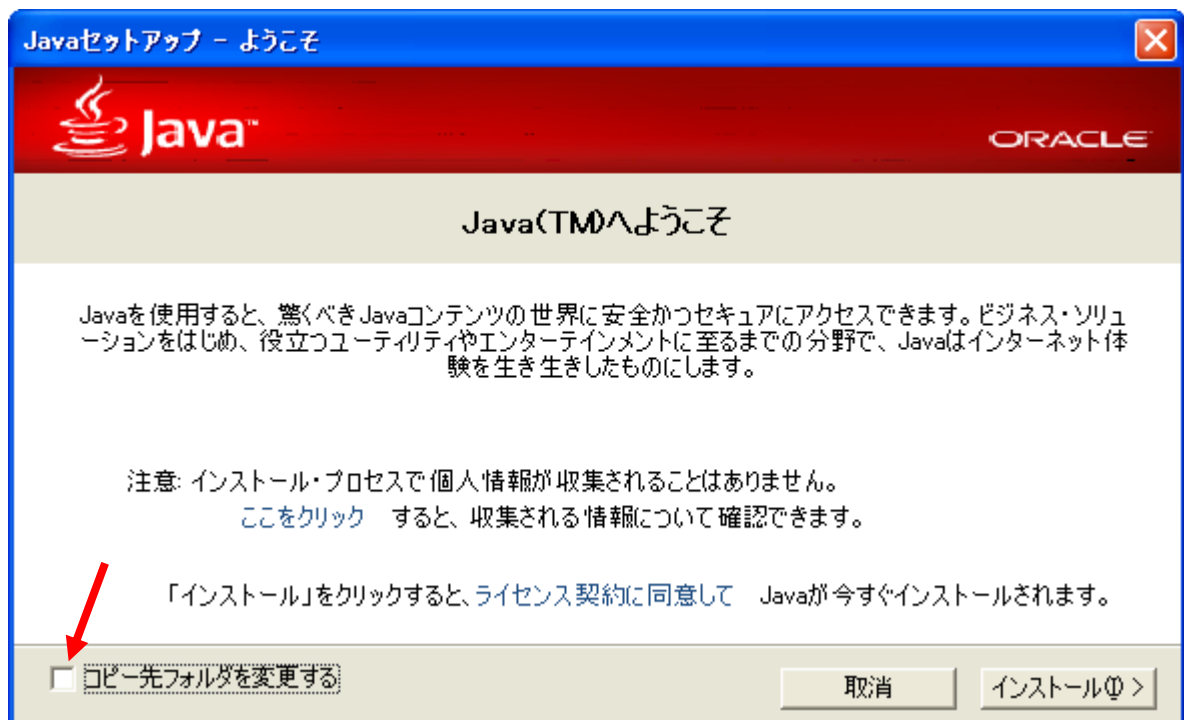 Javaセットアップ - ようこそ
Java™
ORACLE
Java(TM)へようこそ
Javaを使用すると、驚くべきJavaコンテンツの世界に安全かつセキュアにアクセスできます。ビジネス・ソリュ
ーションをはじめ、役立つユーティリティやエンターテインメントに至るまでの分野で、Javaはインターネット体
験を生き生きしたものにします。
注意: インストール・プロセスで個人情報が収集されることはありません。
ここをクリック すると、収集される情報について確認できます。
「インストール」をクリックすると、ライセンス契約に同意して Javaが今すぐインストールされます。
コピー先フォルダを変更する
取消
インストール(I) >